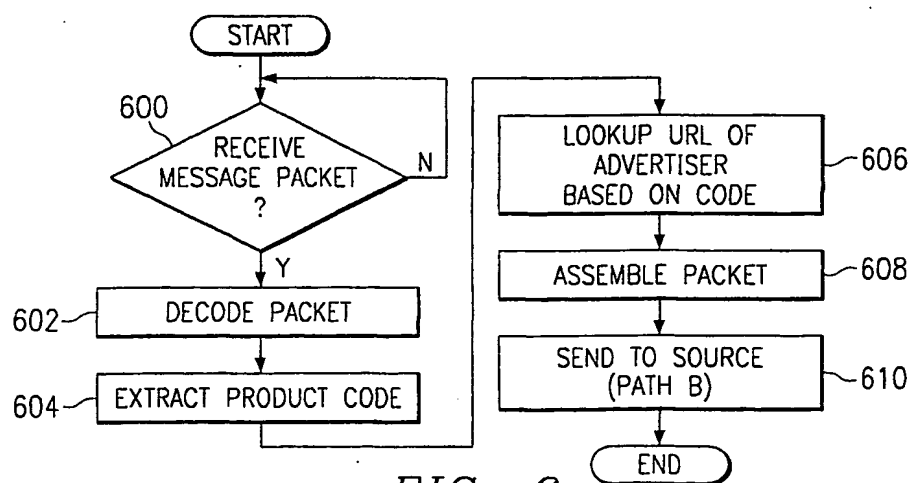 START
600
RECEIVE
MESSAGE PACKET
?
N
Y
602
DECODE PACKET
604
EXTRACT PRODUCT CODE
LOOKUP URL OF
ADVERTISER
BASED ON CODE
606
ASSEMBLE PACKET
608
SEND TO SOURCE
(PATH B)
610
END
FIG.